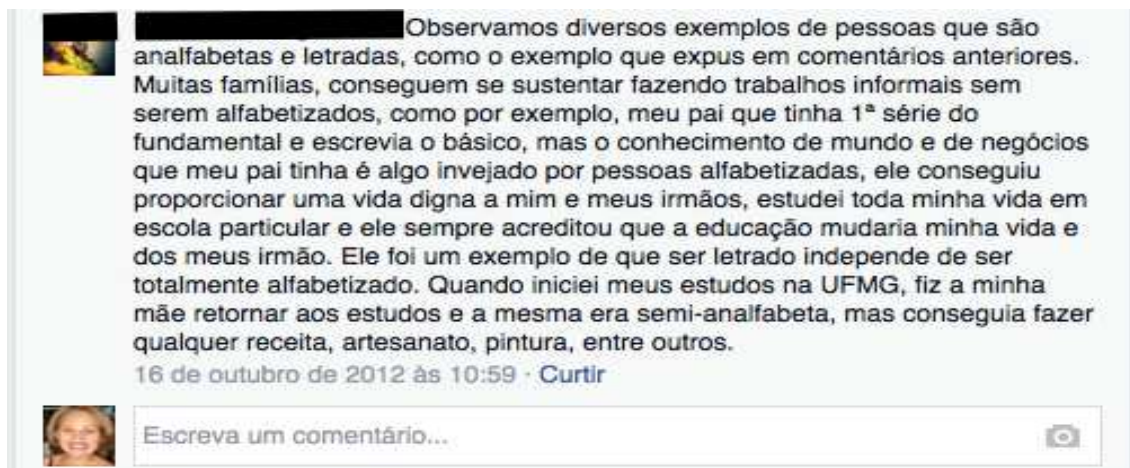 Observamos diversos exemplos de pessoas que são
analfabetas e letradas, como o exemplo que expus em comentários anteriores.
Muitas famílias, conseguem se sustentar fazendo trabalhos informais sem
serem alfabetizados, como por exemplo, meu pai que tinha 1ª série do
fundamental e escrevia o básico, mas o conhecimento de mundo e de negócios
que meu pai tinha é algo invejado por pessoas alfabetizadas, ele conseguiu
proporcionar uma vida digna a mim e meus irmãos, estudei toda minha vida em
escola particular e ele sempre acreditou que a educação mudaria minha vida e
dos meus irmão. Ele foi um exemplo de que ser letrado independe de ser
totalmente alfabetizado. Quando iniciei meus estudos na UFMG, fiz a minha
mãe retornar aos estudos e a mesma era semi-analfabeta, mas conseguia fazer
qualquer receita, artesanato, pintura, entre outros.
16 de outubro de 2012 às 10:59 · Curtir
Escreva um comentário...